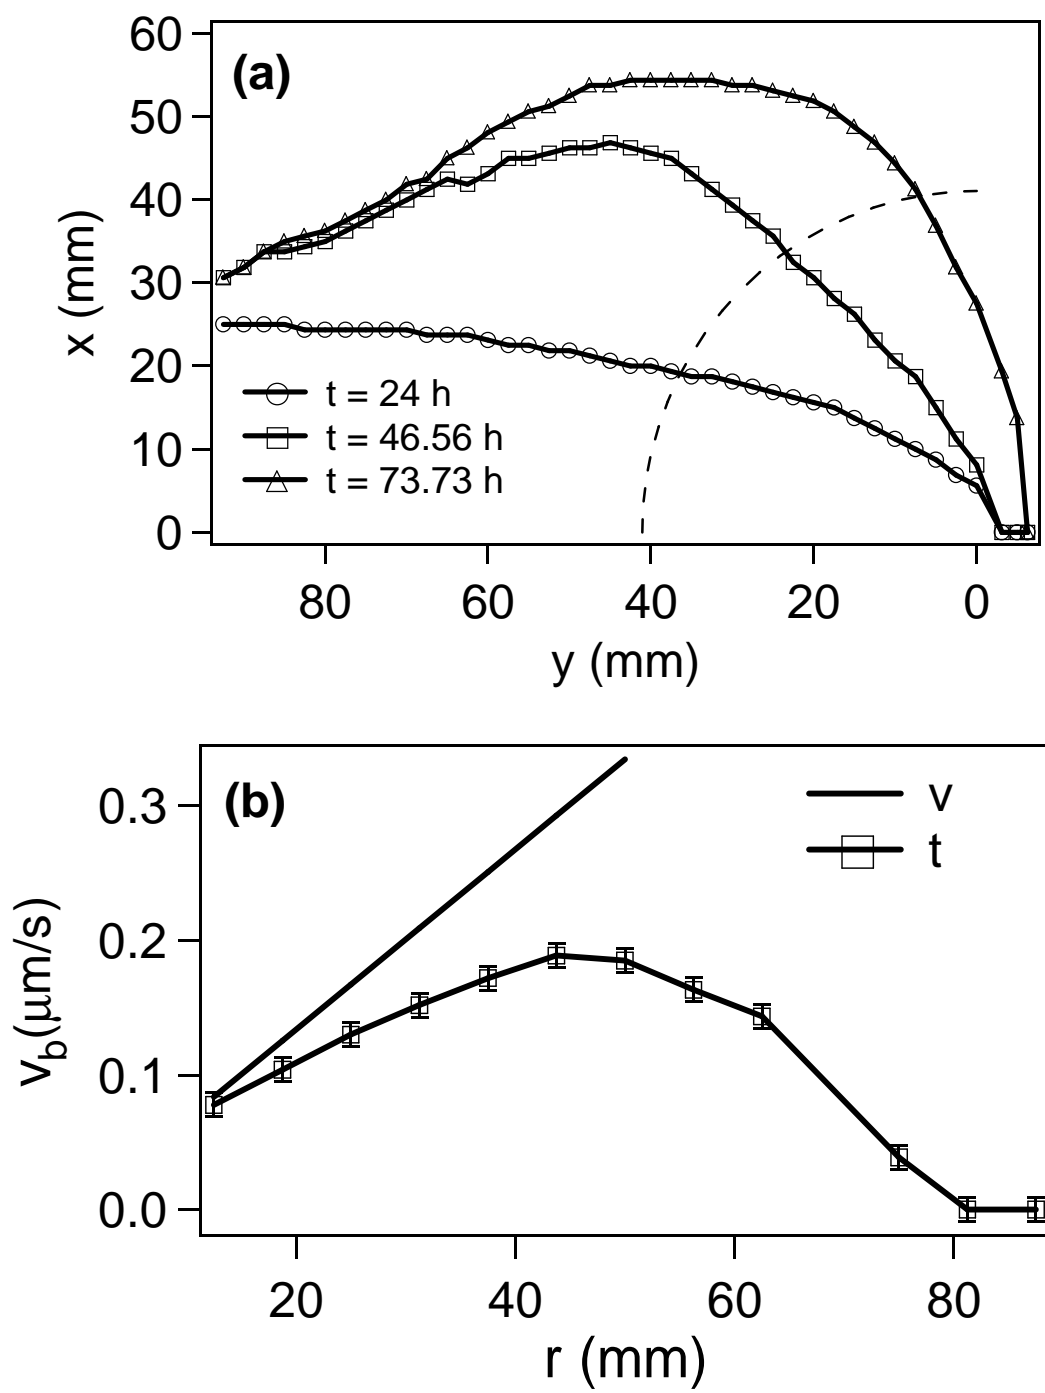 60
(a)
50
40
30
20
10
0
x (mm)
t = 24 h
t = 46.56 h
t = 73.73 h
80 60 40 20 0
y (mm)
(b)
v
t
0.3
0.2
0.1
0.0
v_b(μm/s)
20 40 60 80
r (mm)